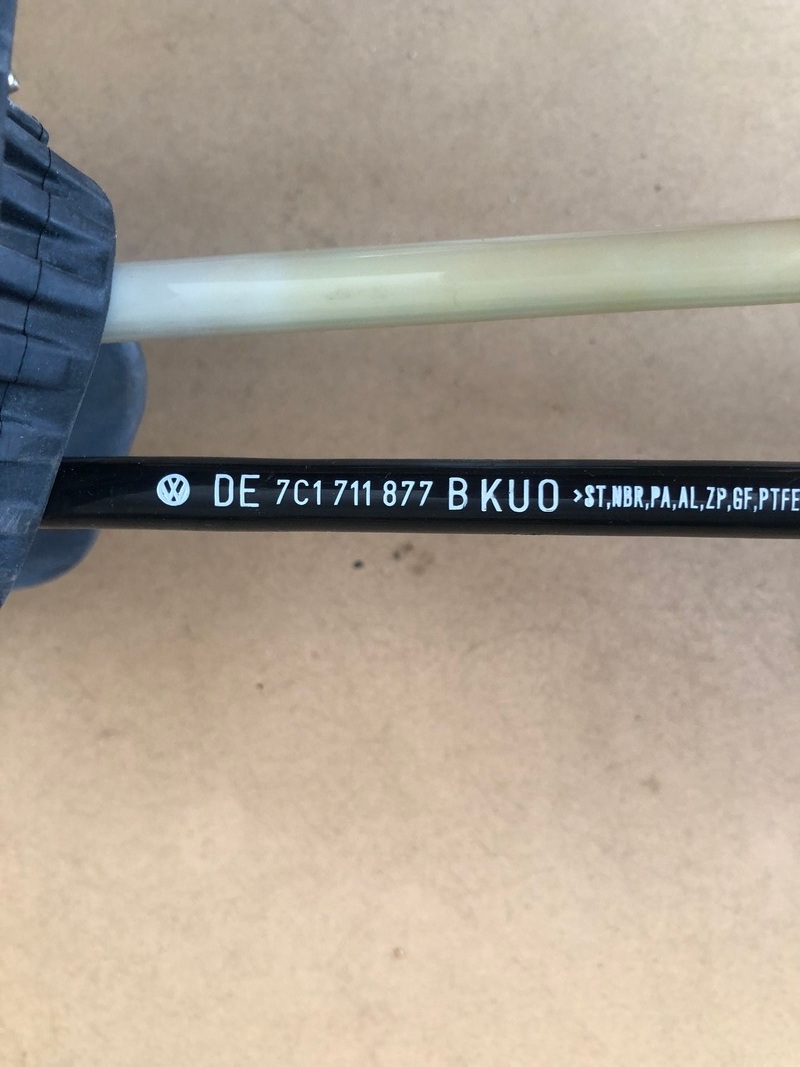 DE 7C1 711 877 B KUO >ST,NBR,PA,AL,ZP,GF,PTFE